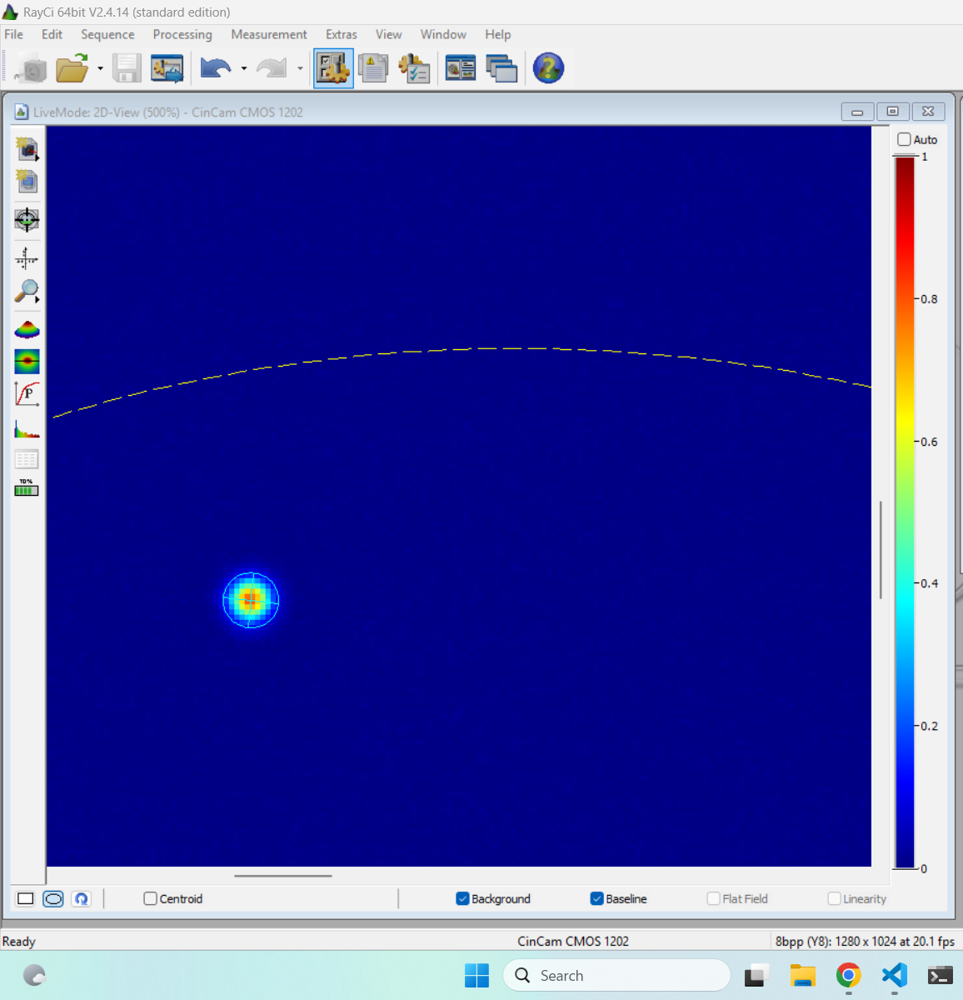 RayCi 64bit V2.4.14 (standard edition)
File Edit Sequence Processing Measurement Extras View Window Help
LiveMode: 2D-View (500%) - CinCam CMOS 1202
Auto
1
0.8
P
0.6
TD%
0.4
0.2
0
Centroid Background Baseline Flat Field Linearity
Ready CinCam CMOS 1202 8bpp (Y8): 1280 x 1024 at 20.1 fps
Search